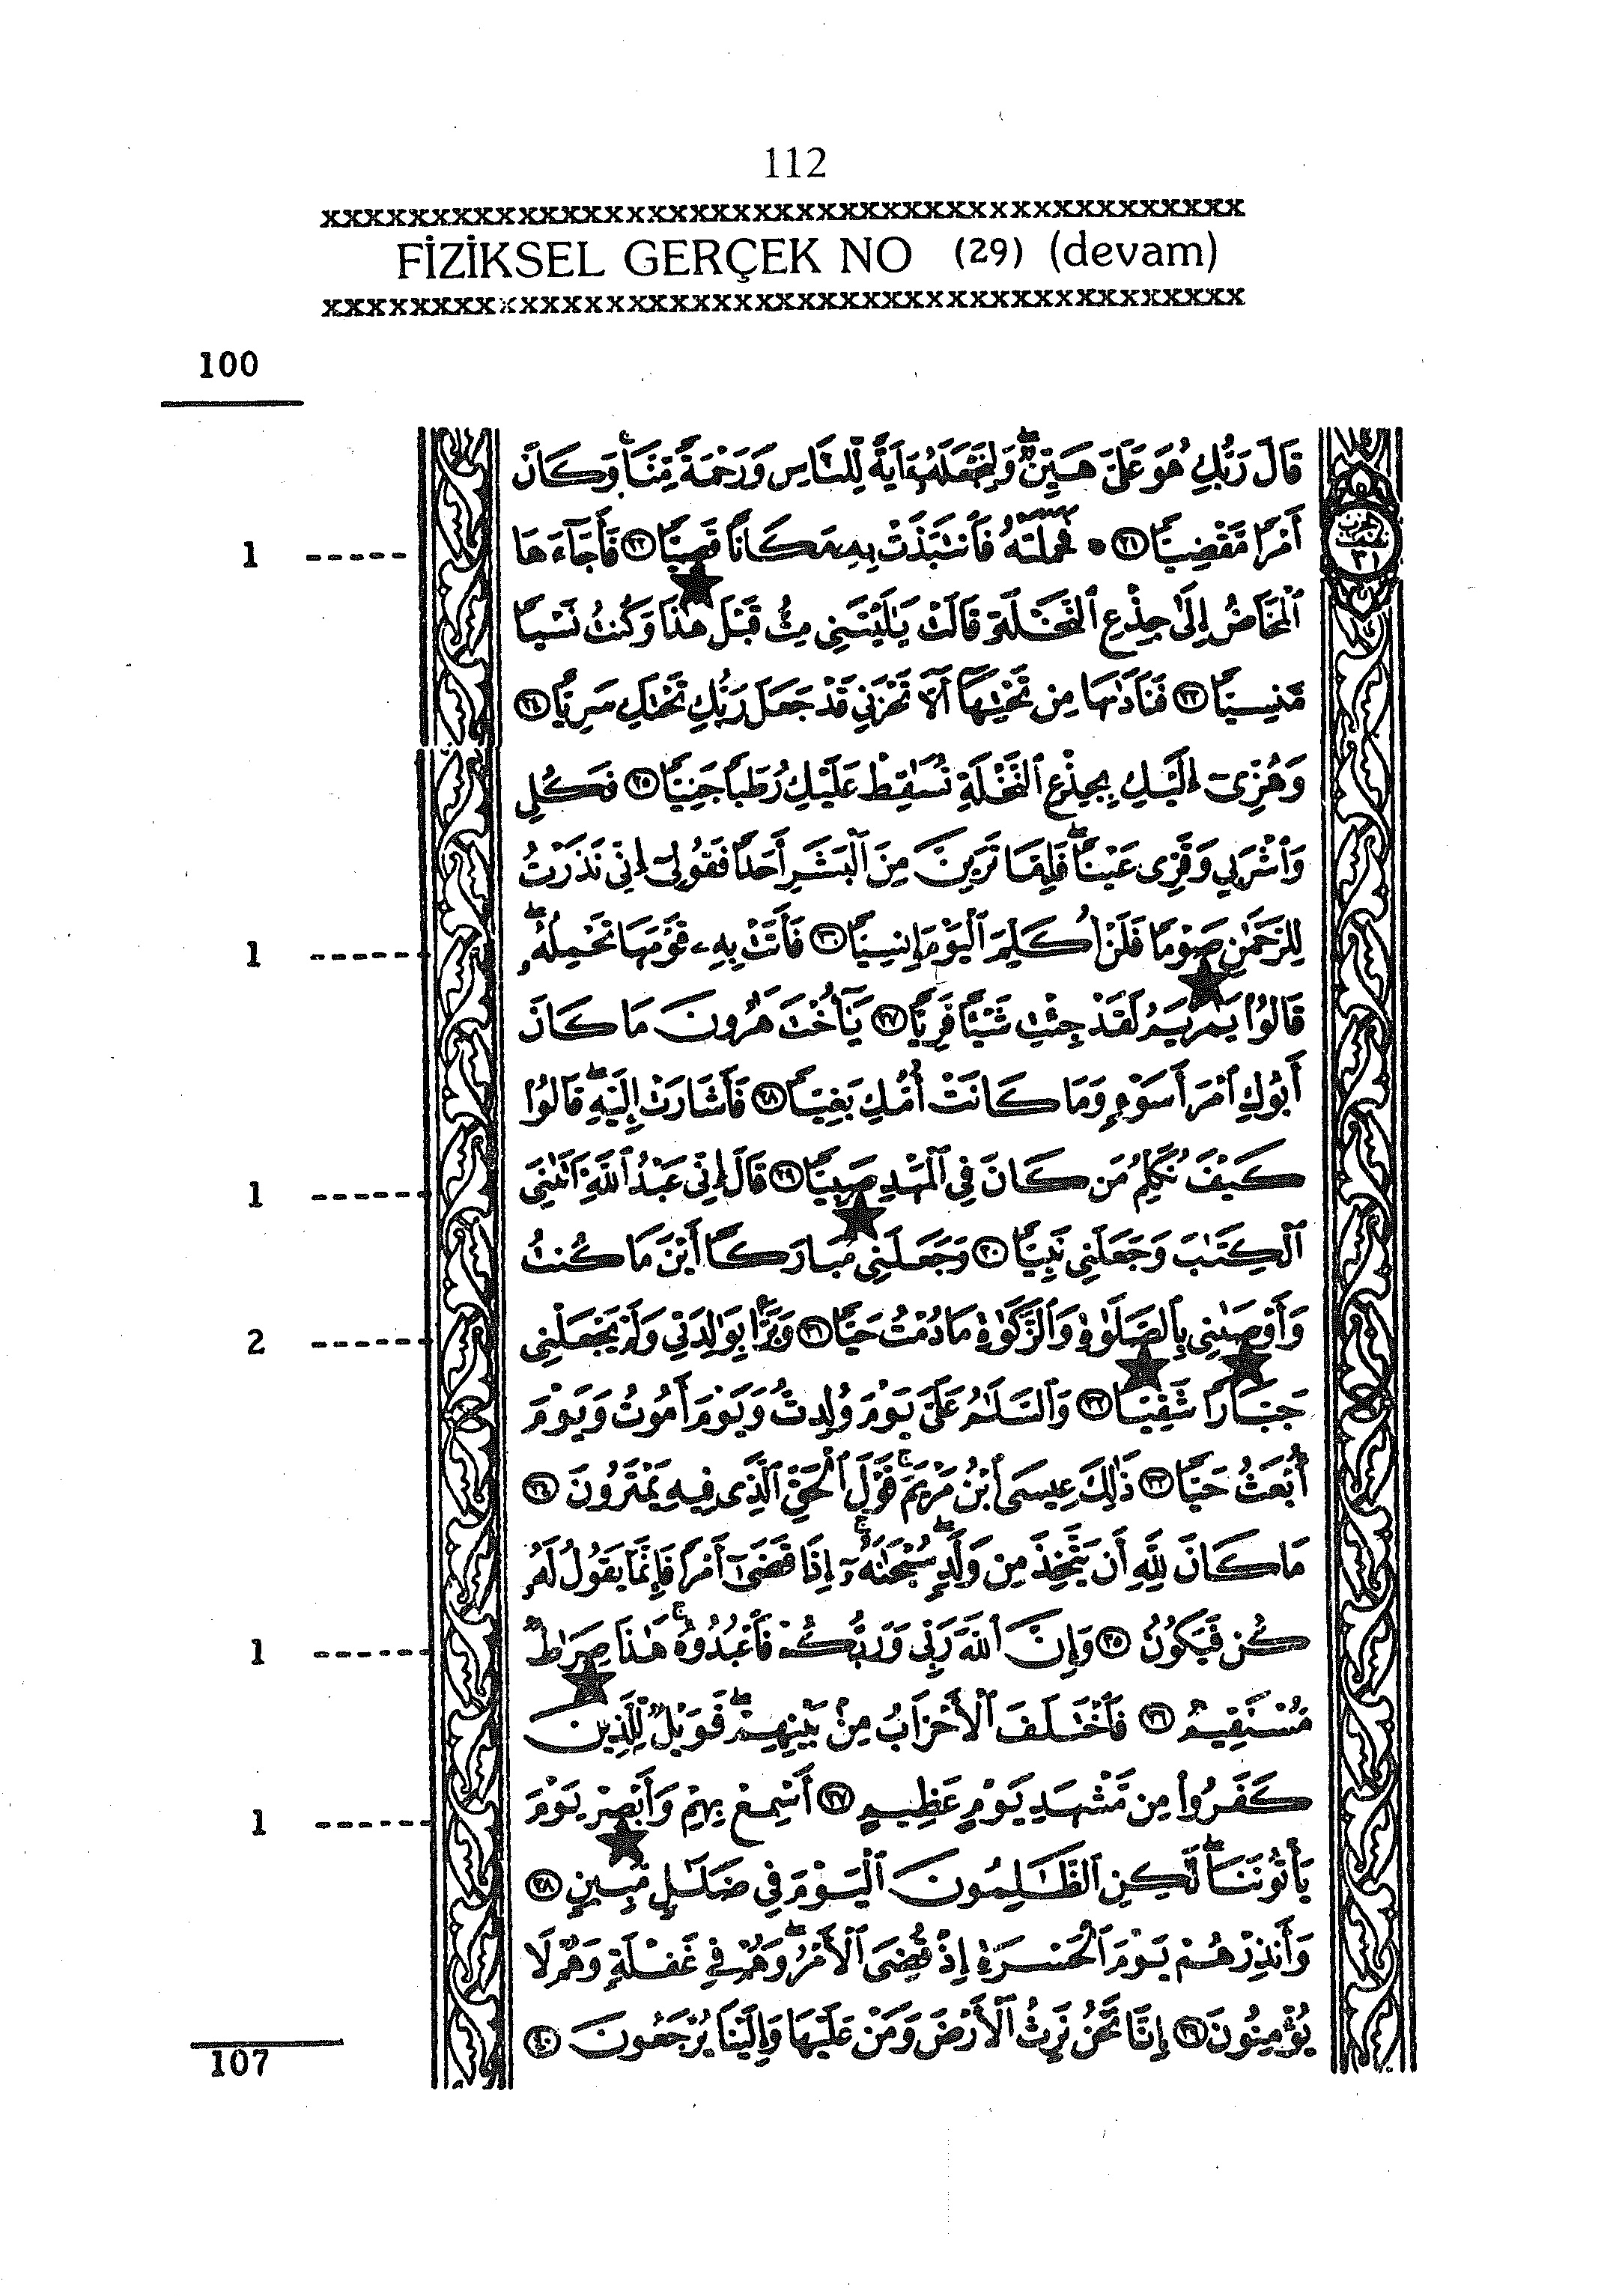 112
xxxxxxxxxxxxxxxxxxxxxxxxxxxxxxxxxxxxxxxxxxx
FİZİKSEL GERÇEK NO (29) (devam)
xxxxxxxxxxxxxxxxxxxxxxxxxxxxxxxxxxxxxxxxxxx
100
قَالَ رَبُّكِ هُوَ عَلَىَّ هَيِّنٌ وَلِنَجْعَلَهُۥٓ ءَايَةً لِّلنَّاسِ وَرَحْمَةً مِّنَّا وَكَانَ
1 ----- أَمْرًا مَّقْضِيًّا ٢١ • فَحَمَلَتْهُ فَٱنتَبَذَتْ بِهِۦ مَكَانًا قَصِيًّا ٢٢ فَأَجَآءَهَا
ٱلْمَخَاضُ إِلَىٰ جِذْعِ ٱلنَّخْلَةِ قَالَتْ يَٰلَيْتَنِى مِتُّ قَبْلَ هَٰذَا وَكُنتُ نَسْيًا
مَّنسِيًّا ٢٣ فَنَادَىٰهَا مِن تَحْتِهَآ أَلَّا تَحْزَنِى قَدْ جَعَلَ رَبُّكِ تَحْتَكِ سَرِيًّا ٢٤
وَهُزِّىٓ إِلَيْكِ بِجِذْعِ ٱلنَّخْلَةِ تُسَٰقِطْ عَلَيْكِ رُطَبًا جَنِيًّا ٢٥ فَكُلِى
وَٱشْرَبِى وَقَرِّى عَيْنًا فَإِمَّا تَرَيِنَّ مِنَ ٱلْبَشَرِ أَحَدًا فَقُولِىٓ إِنِّى نَذَرْتُ
1 ------ لِلرَّحْمَٰنِ صَوْمًا فَلَنْ أُكَلِّمَ ٱلْيَوْمَ إِنسِيًّا ٢٦ فَأَتَتْ بِهِۦ قَوْمَهَا تَحْمِلُهُۥ
قَالُوا۟ يَٰمَرْيَمُ لَقَدْ جِئْتِ شَيْـًٔا فَرِيًّا ٢٧ يَٰٓأُخْتَ هَٰرُونَ مَا كَانَ
أَبُوكِ ٱمْرَأَ سَوْءٍ وَمَا كَانَتْ أُمُّكِ بَغِيًّا ٢٨ فَأَشَارَتْ إِلَيْهِ قَالُوا۟
1 ------ كَيْفَ نُكَلِّمُ مَن كَانَ فِى ٱلْمَهْدِ صَبِيًّا ٢٩ قَالَ إِنِّى عَبْدُ ٱللَّهِ ءَاتَىٰنِىَ
ٱلْكِتَٰبَ وَجَعَلَنِى نَبِيًّا ٣٠ وَجَعَلَنِى مُبَارَكًا أَيْنَ مَا كُنتُ
2 ------ وَأَوْصَٰنِى بِٱلصَّلَوٰةِ وَٱلزَّكَوٰةِ مَا دُمْتُ حَيًّا ٣١ وَبَرًّۢا بِوَٰلِدَتِى وَلَمْ يَجْعَلْنِى
جَبَّارًا شَقِيًّا ٣٢ وَٱلسَّلَٰمُ عَلَىَّ يَوْمَ وُلِدتُّ وَيَوْمَ أَمُوتُ وَيَوْمَ
أُبْعَثُ حَيًّا ٣٣ ذَٰلِكَ عِيسَى ٱبْنُ مَرْيَمَ قَوْلَ ٱلْحَقِّ ٱلَّذِى فِيهِ يَمْتَرُونَ ٣٤
مَا كَانَ لِلَّهِ أَن يَتَّخِذَ مِن وَلَدٍ سُبْحَٰنَهُۥٓ إِذَا قَضَىٰٓ أَمْرًا فَإِنَّمَا يَقُولُ لَهُۥ
1 ------ كُن فَيَكُونُ ٣٥ وَإِنَّ ٱللَّهَ رَبِّى وَرَبُّكُمْ فَٱعْبُدُوهُ هَٰذَا صِرَٰطٌ
مُّسْتَقِيمٌ ٣٦ فَٱخْتَلَفَ ٱلْأَحْزَابُ مِنۢ بَيْنِهِمْ فَوَيْلٌ لِّلَّذِينَ
1 ------ كَفَرُوا۟ مِن مَّشْهَدِ يَوْمٍ عَظِيمٍ ٣٧ أَسْمِعْ بِهِمْ وَأَبْصِرْ يَوْمَ
يَأْتُونَنَا لَٰكِنِ ٱلظَّٰلِمُونَ ٱلْيَوْمَ فِى ضَلَٰلٍ مُّبِينٍ ٣٨
وَأَنذِرْهُمْ يَوْمَ ٱلْحَسْرَةِ إِذْ قُضِىَ ٱلْأَمْرُ وَهُمْ فِى غَفْلَةٍ وَهُمْ لَا
يُؤْمِنُونَ ٣٩ إِنَّا نَحْنُ نَرِثُ ٱلْأَرْضَ وَمَنْ عَلَيْهَا وَإِلَيْنَا يُرْجَعُونَ ٤٠
107